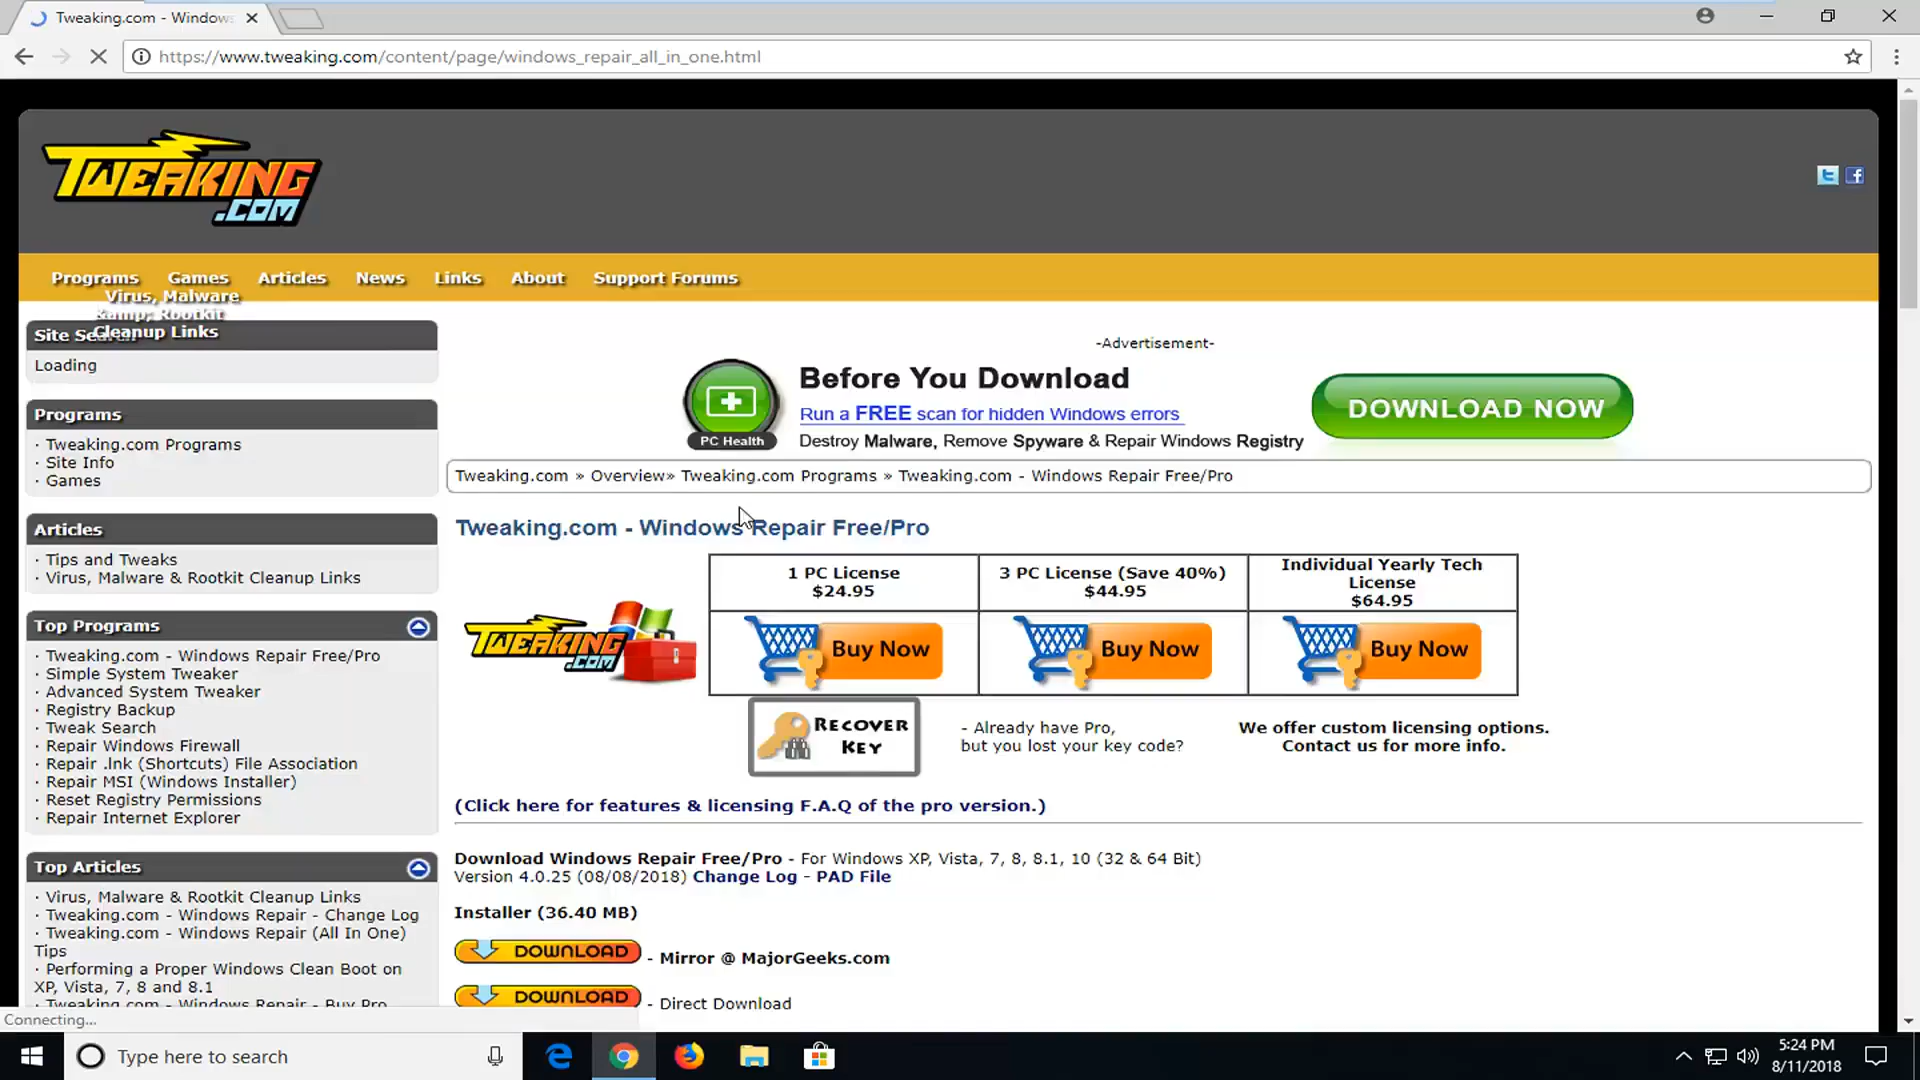 Tweaking.com - Windows
https://www.tweaking.com/content/page/windows_repair_all_in_one.html
TWEAKING
.COM
Programs Games Articles News Links About Support Forums
Virus, Malware
&amp; Rootkit
Cleanup Links
Site Search
Loading
Programs
· Tweaking.com Programs
· Site Info
· Games
Articles
· Tips and Tweaks
· Virus, Malware & Rootkit Cleanup Links
Top Programs
· Tweaking.com - Windows Repair Free/Pro
· Simple System Tweaker
· Advanced System Tweaker
· Registry Backup
· Tweak Search
· Repair Windows Firewall
· Repair .lnk (Shortcuts) File Association
· Repair MSI (Windows Installer)
· Reset Registry Permissions
· Repair Internet Explorer
Top Articles
· Virus, Malware & Rootkit Cleanup Links
· Tweaking.com - Windows Repair - Change Log
· Tweaking.com - Windows Repair (All In One)
Tips
· Performing a Proper Windows Clean Boot on
XP, Vista, 7, 8 and 8.1
· Tweaking.com - Windows Repair - Buy Pro
-Advertisement-
PC Health
Before You Download
Run a FREE scan for hidden Windows errors
Destroy Malware, Remove Spyware & Repair Windows Registry
DOWNLOAD NOW
Tweaking.com » Overview» Tweaking.com Programs » Tweaking.com - Windows Repair Free/Pro
Tweaking.com - Windows Repair Free/Pro
TWEAKING
.COM
1 PC License
$24.95
3 PC License (Save 40%)
$44.95
Individual Yearly Tech
License
$64.95
Buy Now
Buy Now
Buy Now
RECOVER
KEY
- Already have Pro,
but you lost your key code?
We offer custom licensing options.
Contact us for more info.
(Click here for features & licensing F.A.Q of the pro version.)
Download Windows Repair Free/Pro - For Windows XP, Vista, 7, 8, 8.1, 10 (32 & 64 Bit)
Version 4.0.25 (08/08/2018) Change Log - PAD File
Installer (36.40 MB)
DOWNLOAD - Mirror @ MajorGeeks.com
DOWNLOAD - Direct Download
Connecting...
Type here to search
5:24 PM
8/11/2018